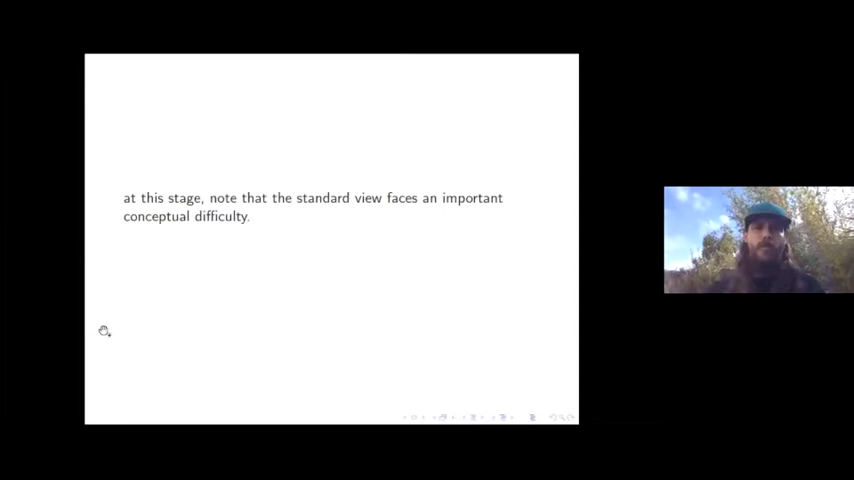 at this stage, note that the standard view faces an important
conceptual difficulty.